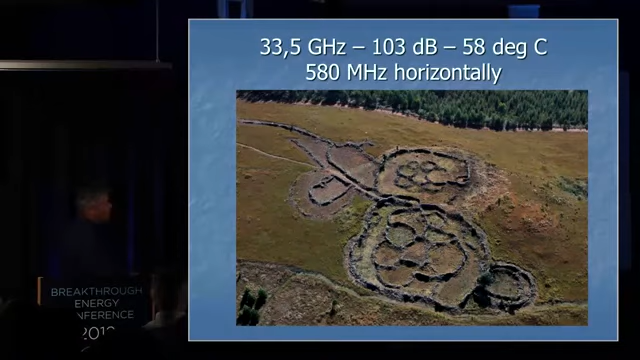 33,5 GHz – 103 dB – 58 deg C
580 MHz horizontally
BREAKTHROUGH
ENERGY
CONFERENCE